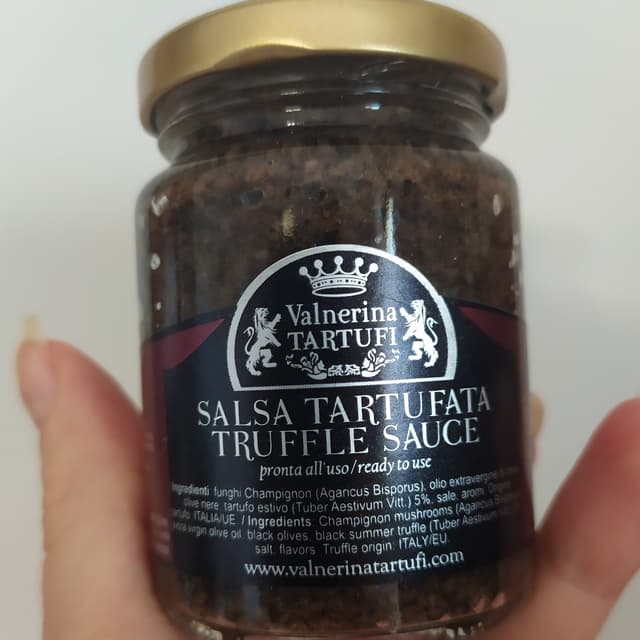 Valnerina
TARTUFI
SALSA TARTUFATA
TRUFFLE SAUCE
pronta all'uso/ready to use
Ingredienti: funghi Champignon (Agaricus Bisporus), olio extravergine
olive nere, tartufo estivo (Tuber Aestivum Vitt.) 5%, sale, aromi.
tartufo: ITALIA/UE / Ingredients: Champignon mushrooms (Agaricus
extra virgin olive oil, black olives, black summer truffle (Tuber Aestivum
salt, flavors. Truffle origin: ITALY/EU.
www.valnerinatartufi.com